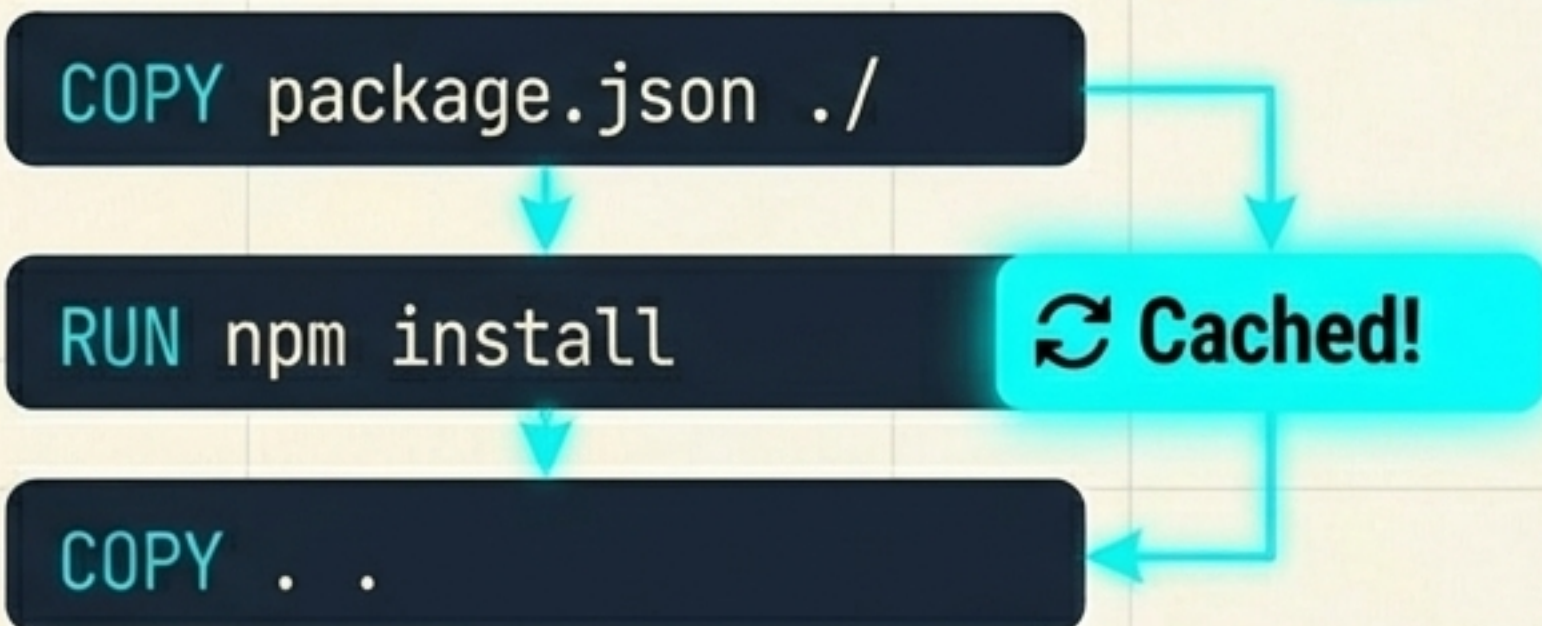 COPY package.json ./
RUN npm install
Cached!
COPY . .